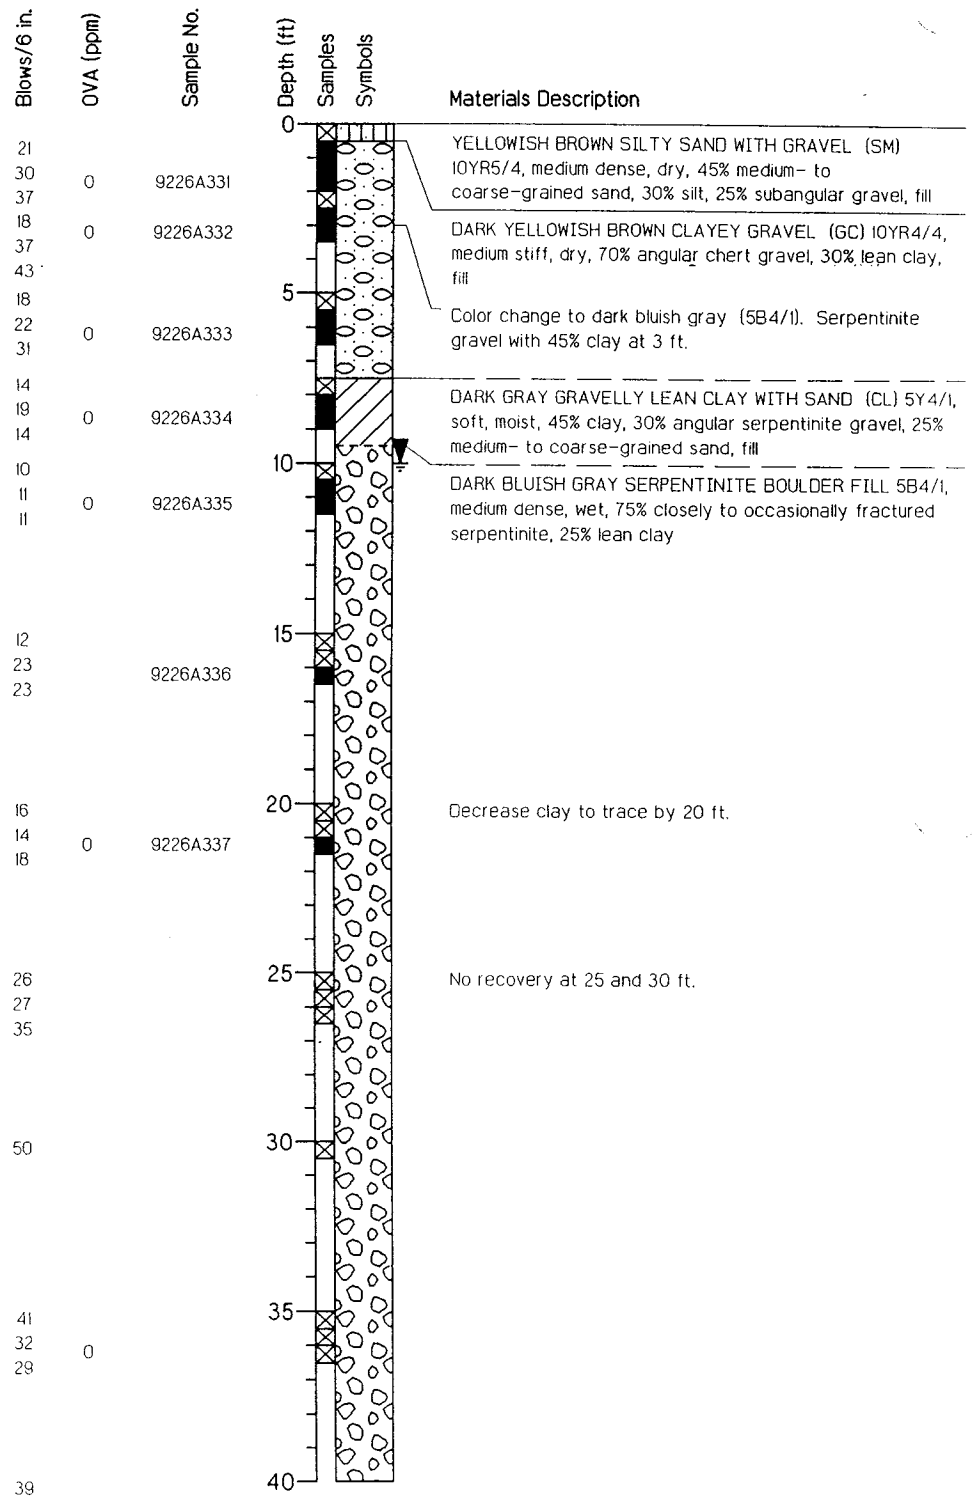 Blows/6 in. OVA (ppm) Sample No. Depth (ft) Samples Symbols Materials Description
0
YELLOWISH BROWN SILTY SAND WITH GRAVEL (SM)
21
10YR5/4, medium dense, dry, 45% medium- to
30
0 9226A331
coarse-grained sand, 30% silt, 25% subangular gravel, fill
37
18
0 9226A332
DARK YELLOWISH BROWN CLAYEY GRAVEL (GC) 10YR4/4,
37
medium stiff, dry, 70% angular chert gravel, 30% lean clay,
43
fill
18
5
Color change to dark bluish gray (5B4/1). Serpentinite
22
0 9226A333
gravel with 45% clay at 3 ft.
31
14
DARK GRAY GRAVELLY LEAN CLAY WITH SAND (CL) 5Y4/1,
19
0 9226A334
soft, moist, 45% clay, 30% angular serpentinite gravel, 25%
14
medium- to coarse-grained sand, fill
10
10
DARK BLUISH GRAY SERPENTINITE BOULDER FILL 5B4/1,
11
0 9226A335
medium dense, wet, 75% closely to occasionally fractured
11
serpentinite, 25% lean clay
15
12
23
9226A336
23
20
16
Decrease clay to trace by 20 ft.
14
0 9226A337
18
25
26
No recovery at 25 and 30 ft.
27
35
30
50
35
41
32
0
29
40
39